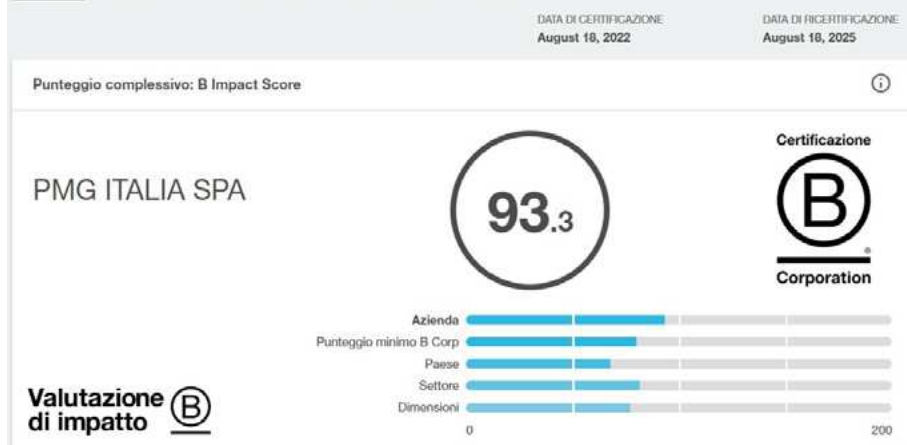 DATA DI CERTIFICAZIONE DATA DI RICERTIFICAZIONE
August 18, 2022 August 18, 2025
Punteggio complessivo: B Impact Score
PMG ITALIA SPA
93.3
Certificazione
B
®
Corporation
Azienda
Punteggio minimo B Corp
Paese
Settore
Dimensioni
0 200
Valutazione
di impatto B